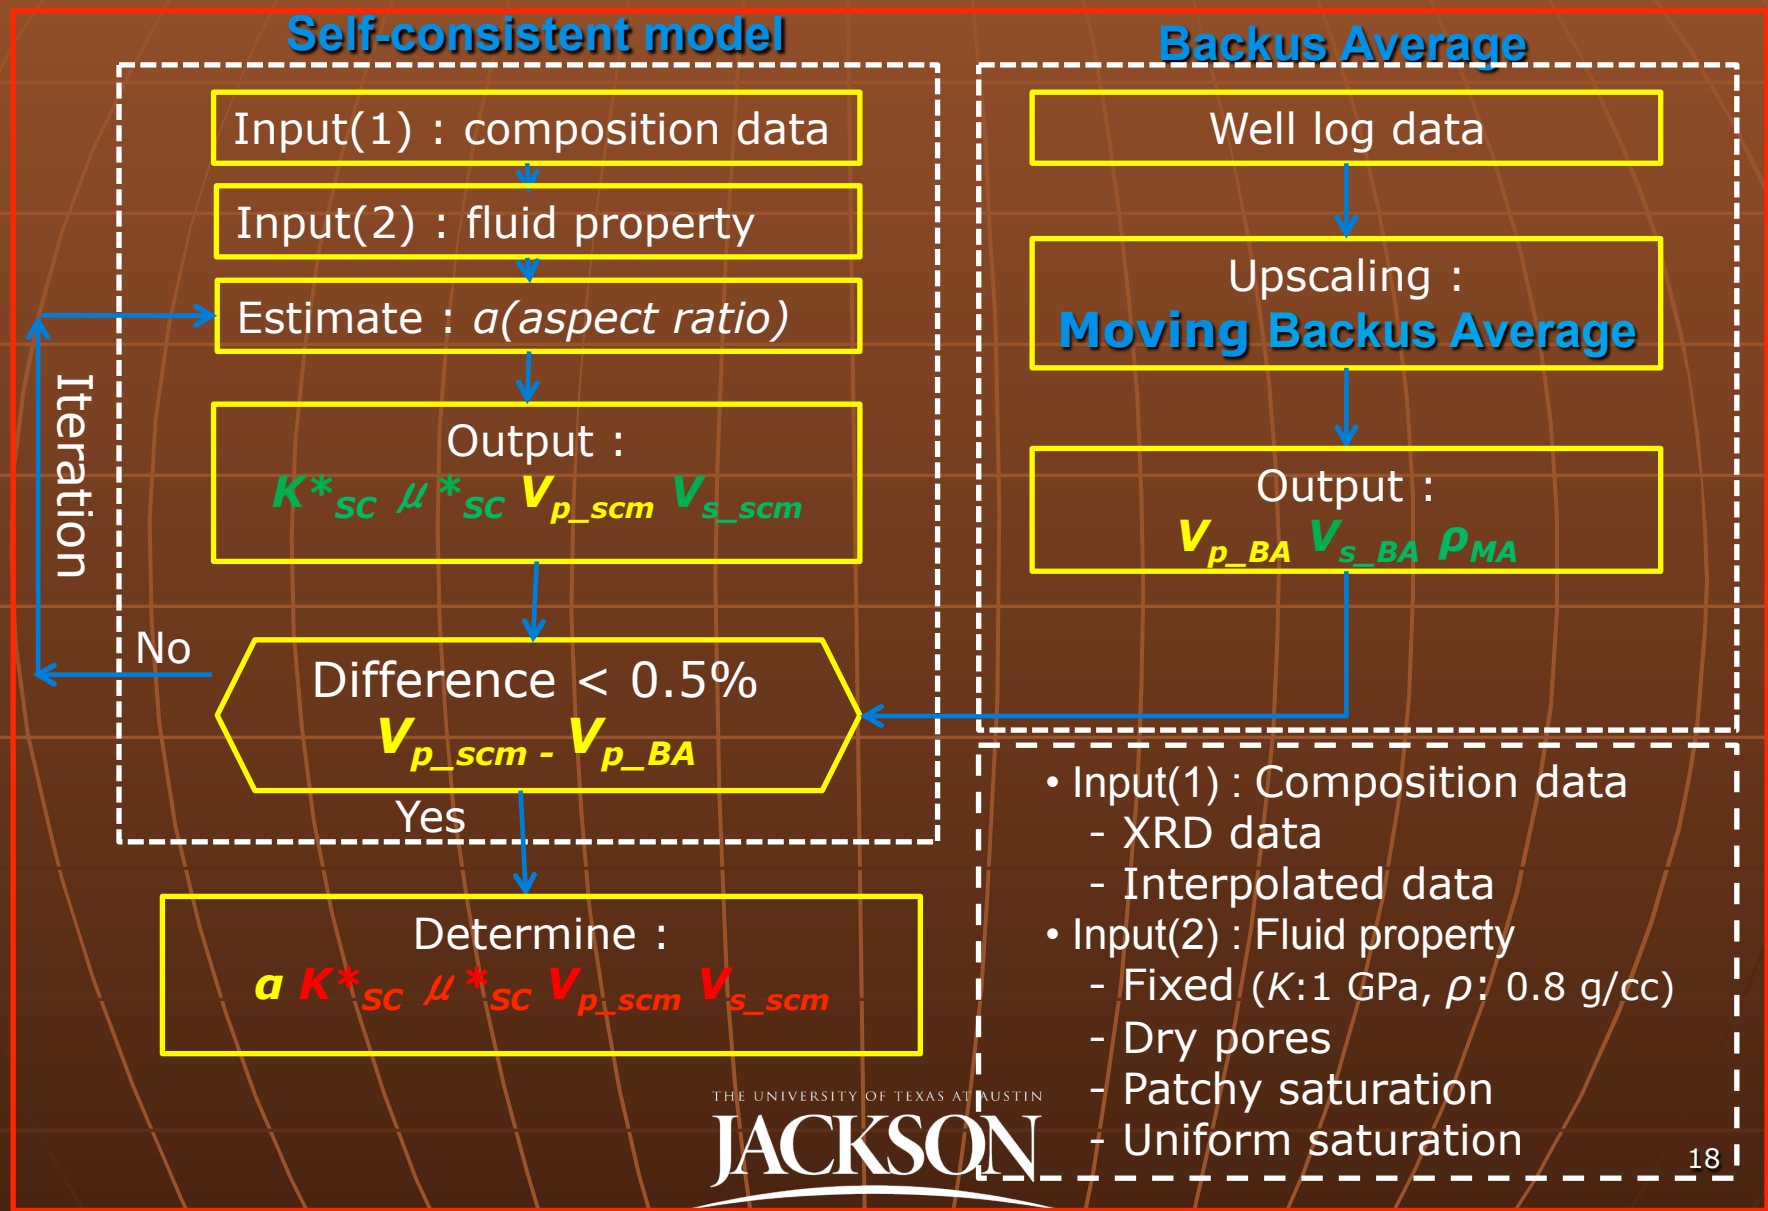 Self-consistent model
Input(1) : composition data
Input(2) : fluid property
Estimate : α(aspect ratio)
Output :
K*SC μ*SC Vp_scm Vs_scm
Iteration
No
Difference < 0.5%
Vp_scm - Vp_BA
Yes
Determine :
α K*SC μ*SC Vp_scm Vs_scm
Backus Average
Well log data
Upscaling :
Moving Backus Average
Output :
Vp_BA Vs_BA ρMA
• Input(1) : Composition data
- XRD data
- Interpolated data
• Input(2) : Fluid property
- Fixed (K:1 GPa, ρ: 0.8 g/cc)
- Dry pores
- Patchy saturation
- Uniform saturation
THE UNIVERSITY OF TEXAS AT AUSTIN
JACKSON
18